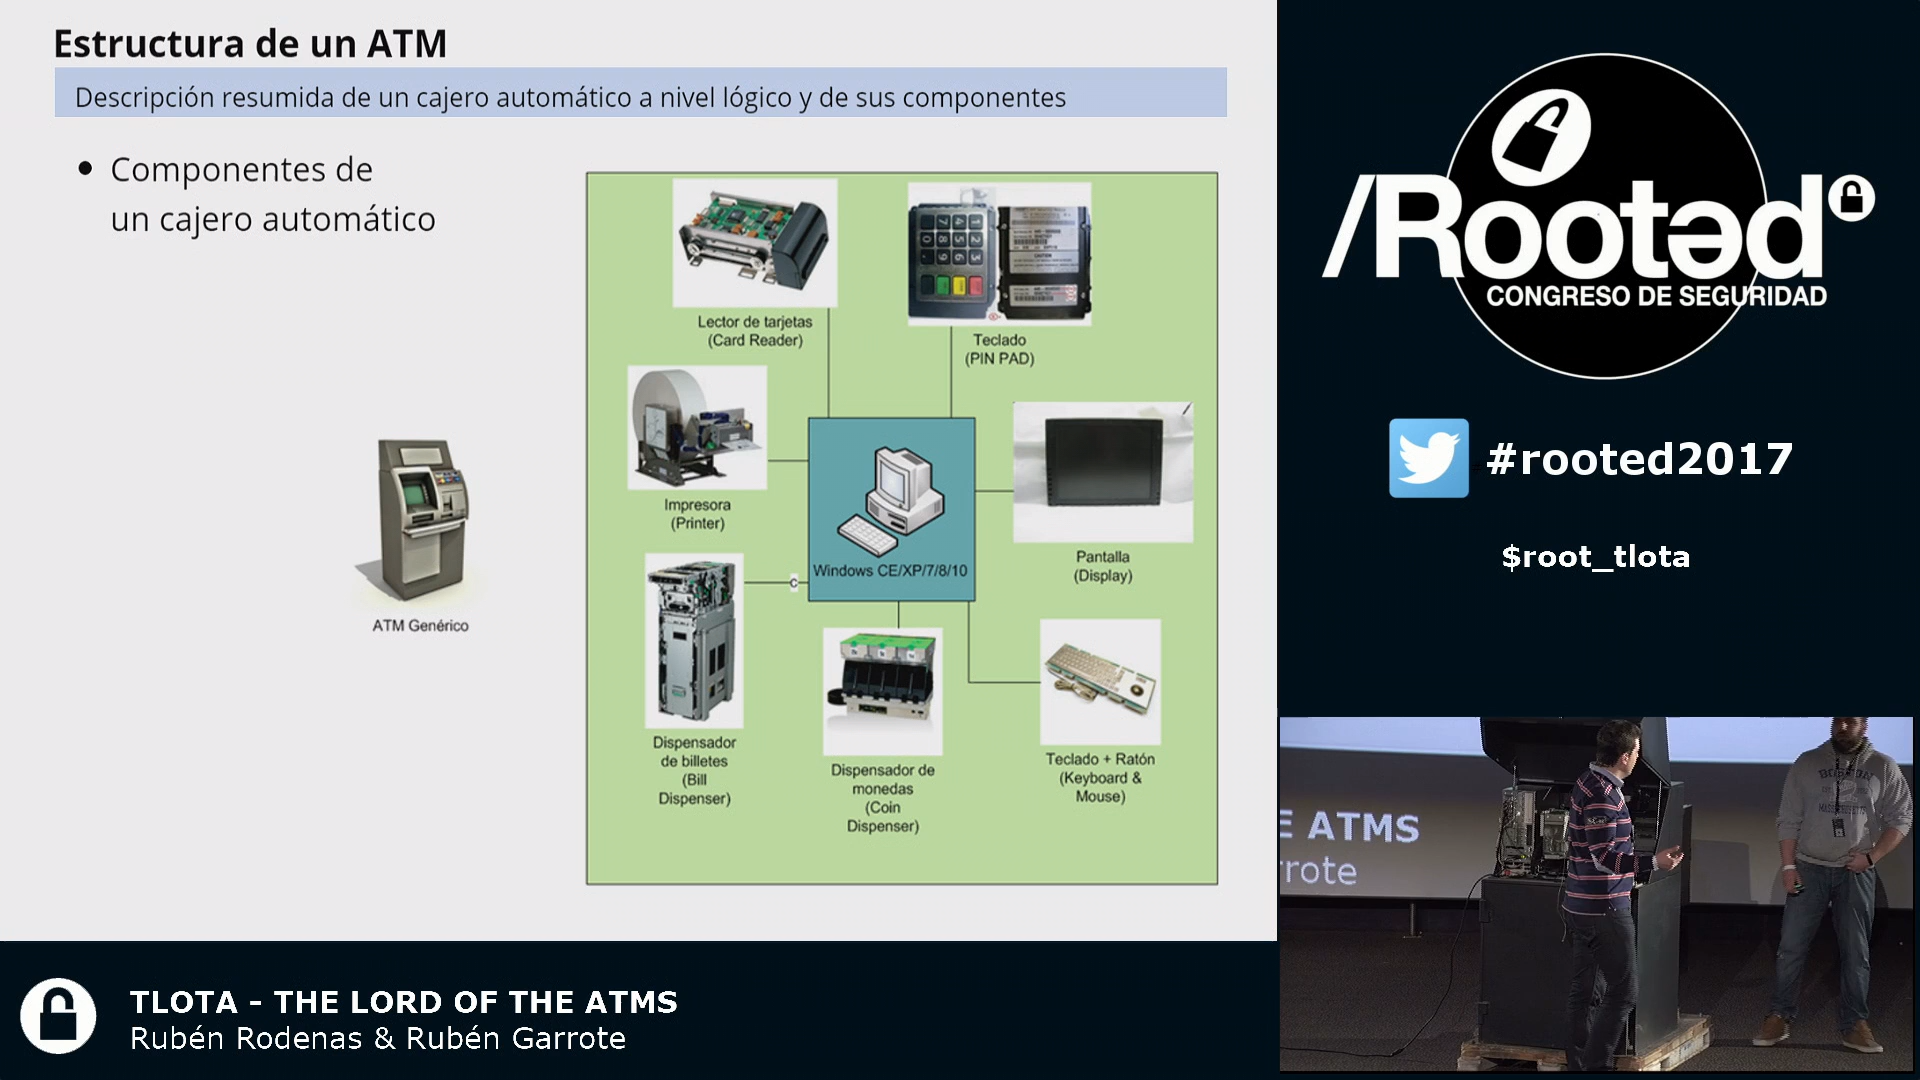 Estructura de un ATM
Descripción resumida de un cajero automático a nivel lógico y de sus componentes
Componentes de
un cajero automático
ATM Genérico
Lector de tarjetas
(Card Reader)
Teclado
(PIN PAD)
Impresora
(Printer)
Windows CE/XP/7/8/10
Pantalla
(Display)
C
Dispensador
de billetes
(Bill
Dispenser)
Dispensador de
monedas
(Coin
Dispenser)
Teclado + Ratón
(Keyboard &
Mouse)
/Rootəd
CONGRESO DE SEGURIDAD
#rooted2017
$root_tlota
E ATMS
rrote
TLOTA - THE LORD OF THE ATMS
Rubén Rodenas & Rubén Garrote